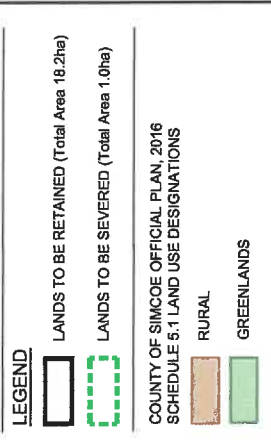 LEGEND
LANDS TO BE RETAINED (Total Area 18.2ha)
LANDS TO BE SEVERED (Total Area 1.0ha)
COUNTY OF SIMCOE OFFICIAL PLAN, 2016
SCHEDULE 5.1 LAND USE DESIGNATIONS
RURAL
GREENLANDS